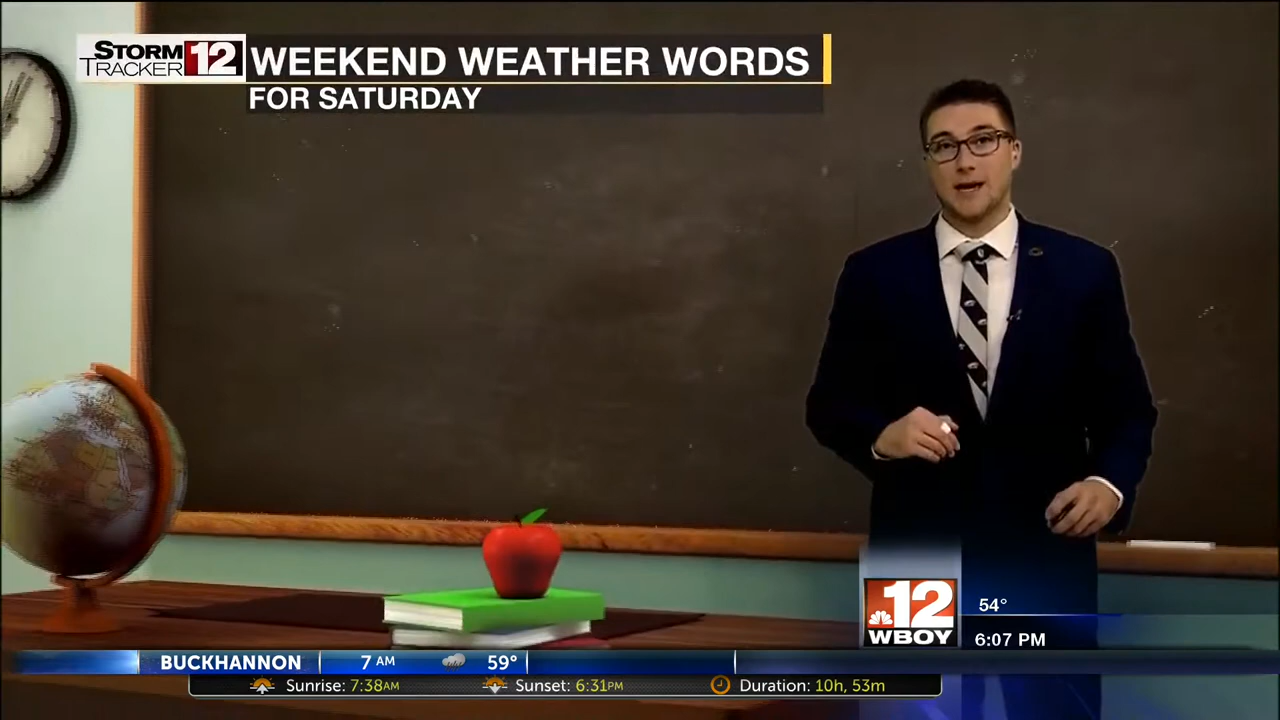 STORM
TRACKER 12
WEEKEND WEATHER WORDS
FOR SATURDAY
12
WBOY
54°
6:07 PM
BUCKHANNON 7 AM 59°
Sunrise: 7:38AM Sunset: 6:31PM Duration: 10h, 53m